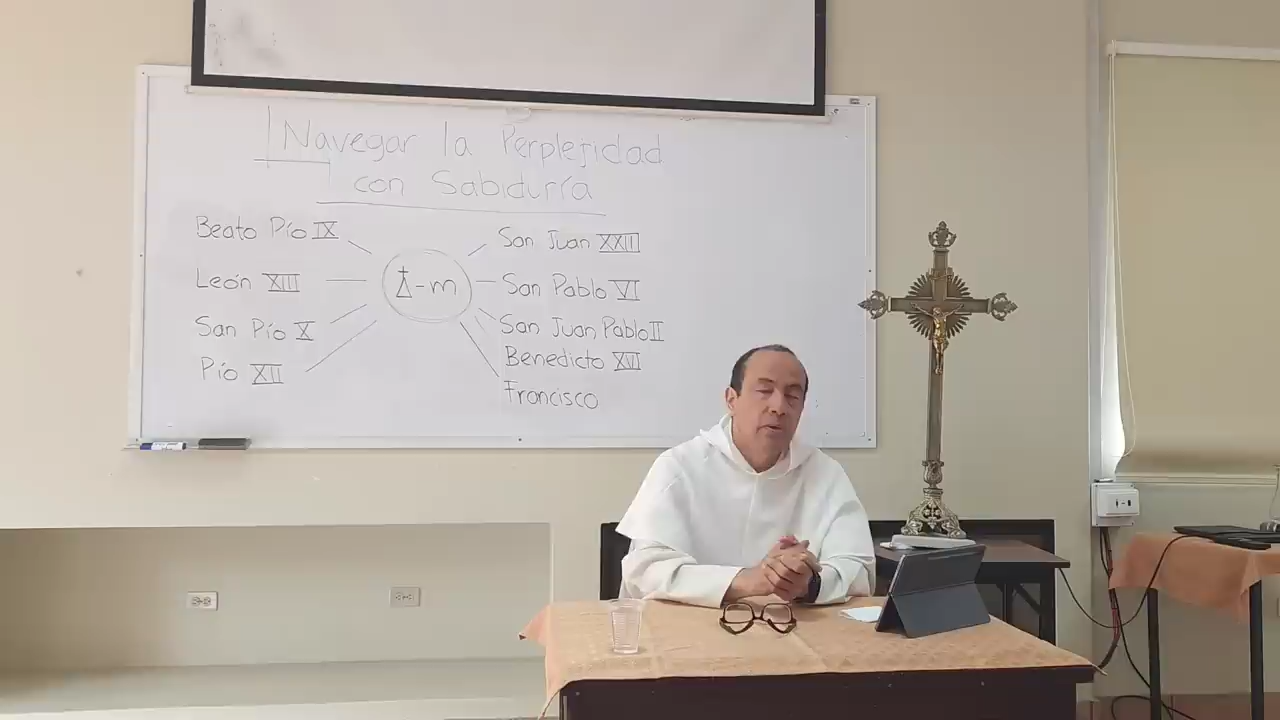 Navegar la Perplejidad
con Sabiduría
Beato Pío IX
León XIII
San Pío X
Pío XII
Δ-m
San Juan XXIII
San Pablo VI
San Juan Pablo II
Benedicto XVI
Francisco